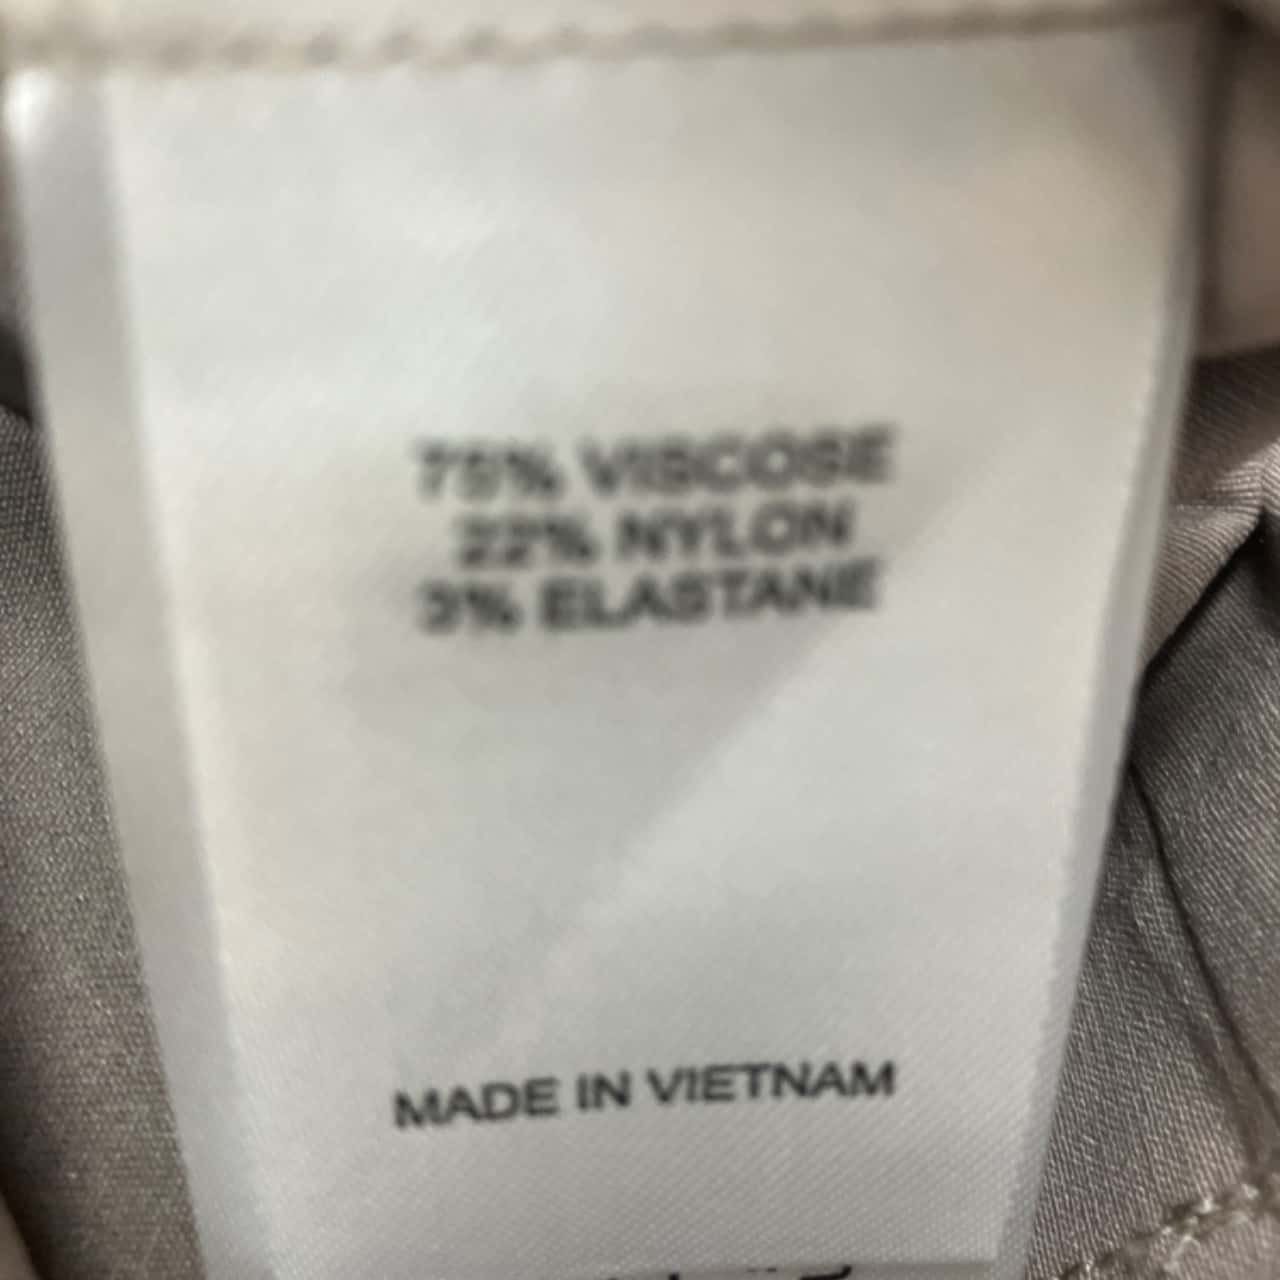 75% VISCOSE
22% NYLON
3% ELASTANE
MADE IN VIETNAM